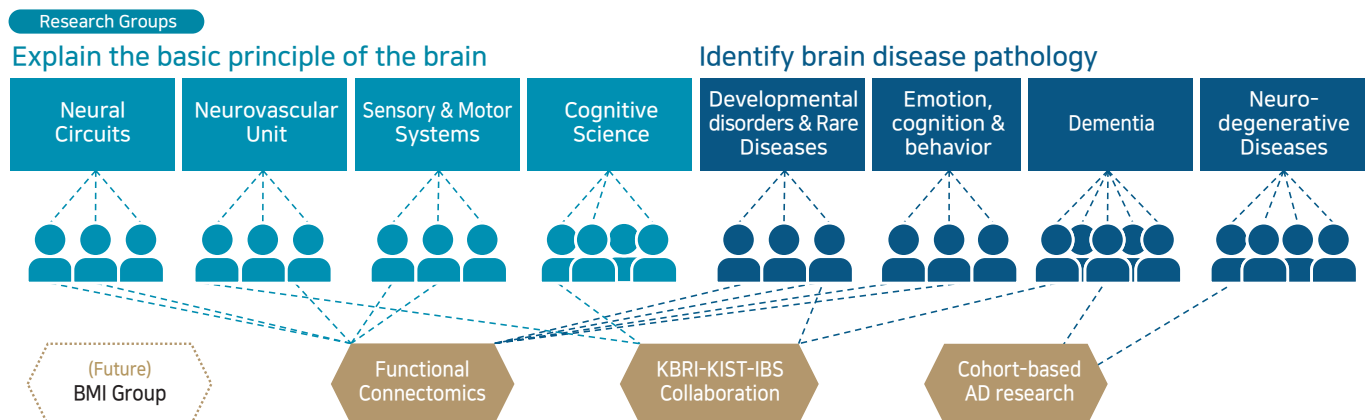 Research Groups
Explain the basic principle of the brain
Identify brain disease pathology
Neural
Circuits
Neurovascular
Unit
Sensory & Motor
Systems
Cognitive
Science
Developmental
disorders & Rare
Diseases
Emotion,
cognition &
behavior
Dementia
Neuro-
degenerative
Diseases
(Future)
BMI Group
Functional
Connectomics
KBRI-KIST-IBS
Collaboration
Cohort-based
AD research